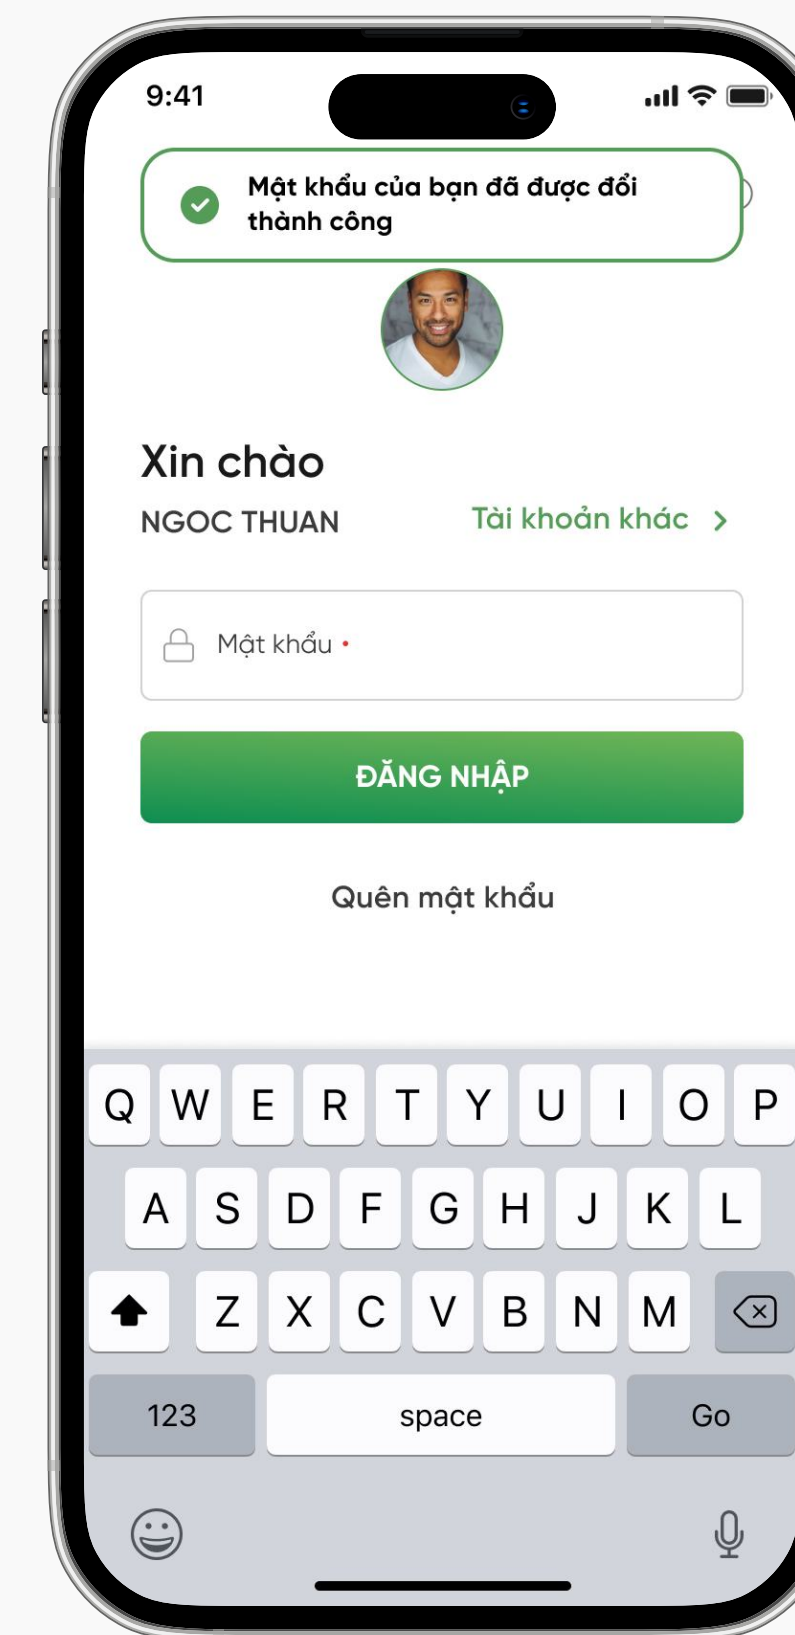 9:41
Mật khẩu của bạn đã được đổi
thành công
Xin chào
NGOC THUAN
Tài khoản khác
Mật khẩu
ĐĂNG NHẬP
Quên mật khẩu
Q W E R T Y U I O P
A S D F G H J K L
Z X C V B N M
123 space Go